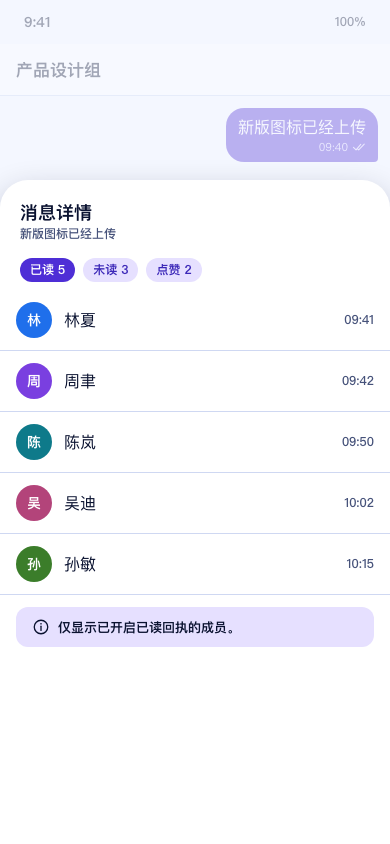 9:41
100%
产品设计组
新版图标已经上传
09:40
消息详情
新版图标已经上传
已读 5
未读 3
点赞 2
林 林夏 09:41
周 周聿 09:42
陈 陈岚 09:50
吴 吴迪 10:02
孙 孙敏 10:15
仅显示已开启已读回执的成员。